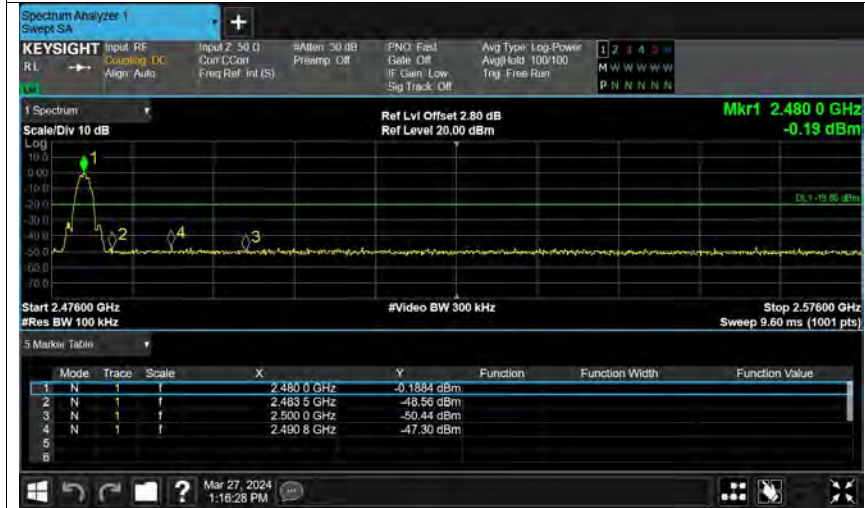 Spectrum Analyzer 1
Swept SA
+
KEYSIGHT Input: RF Input Z: 50 Ω #Atten: 30 dB PNO: Fast Avg Type: Log-Power 1 2 3 4 5 6
RL Coupling: DC Corr CCorr Preamp: Off Gate: Off Avg|Hold: 100/100 M W W W W W
Align: Auto Freq Ref: Int (S) IF Gain: Low Trig: Free Run P N N N N N
Sig Track: Off
1 Spectrum Ref Lvl Offset 2.80 dB Mkr1 2.480 0 GHz
Scale/Div 10 dB Ref Level 20.00 dBm -0.19 dBm
Log
10.0
0.00
-10.0
-20.0
-30.0
-40.0
-50.0
-60.0
-70.0
1
2
4
3
DL1 -19.86 dBm
Start 2.47600 GHz #Video BW 300 kHz Stop 2.57600 GHz
#Res BW 100 kHz Sweep 9.60 ms (1001 pts)
5 Marker Table
Mode Trace Scale X Y Function Function Width Function Value
1 N 1 f 2.480 0 GHz -0.1884 dBm
2 N 1 f 2.483 5 GHz -48.56 dBm
3 N 1 f 2.500 0 GHz -50.44 dBm
4 N 1 f 2.490 8 GHz -47.30 dBm
5
6
? Mar 27, 2024
1:16:28 PM